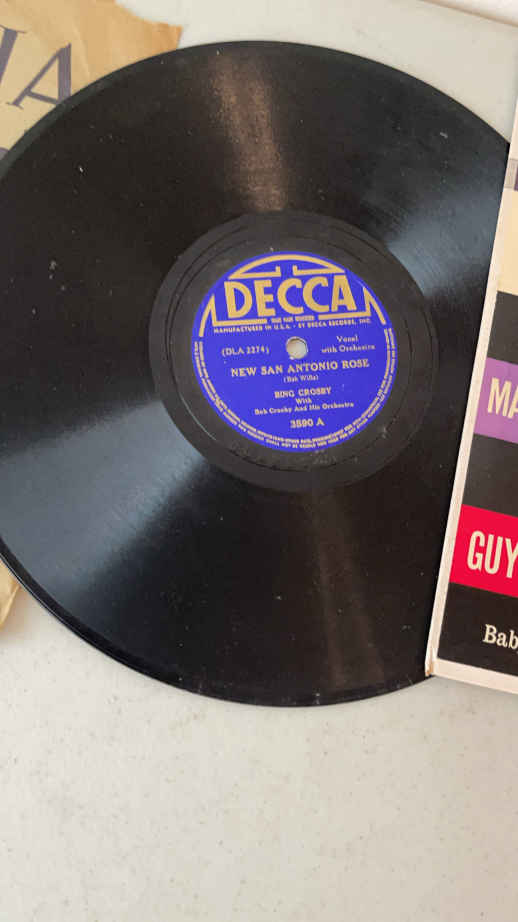 IA
DECCA
MANUFACTURED IN U.S.A. · BY DECCA RECORDS, INC.
(DLA 2274)
Vocal
with Orchestra
NEW SAN ANTONIO ROSE
(Bob Wills)
BING CROSBY
With
Bob Crosby And His Orchestra
3590 A
MA
GUY
Bab